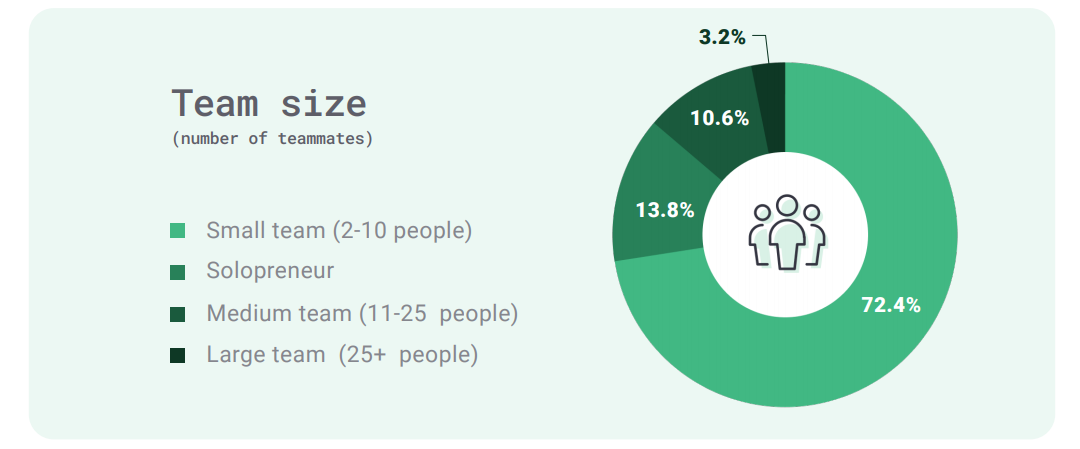 Team size
(number of teammates)
Small team (2-10 people)
Solopreneur
Medium team (11-25  people)
Large team  (25+  people)
3.2%
10.6%
13.8%
72.4%